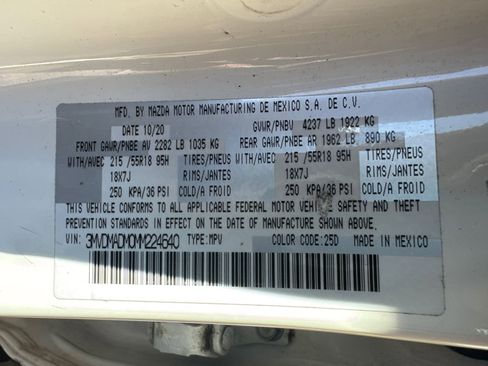 MFD. BY MAZDA MOTOR MANUFACTURING DE MEXICO S.A. DE C.V.
DATE 10/20 GVWR/PNBV 4237 LB 1922 KG
FRONT GAWR/PNBE AV 2282 LB 1035 KG REAR GAWR/PNBE AR 1962 LB 890 KG
WITH/AVEC 215 /55R18 95H TIRES/PNEUS WITH/AVEC 215 /55R18 95H TIRES/PNEUS
18X7J RIMS/JANTES 18X7J RIMS/JANTES
250 KPA/36 PSI COLD/A FROID 250 KPA/36 PSI COLD/A FROID
THIS VEHICLE CONFORMS TO ALL APPLICABLE FEDERAL MOTOR VEHICLE SAFETY AND THEFT
PREVENTION STANDARDS IN EFFECT ON THE DATE OF MANUFACTURE SHOWN ABOVE.
VIN: 3MVDMADM0MM224640 TYPE:MPV COLOR CODE:25D MADE IN MEXICO